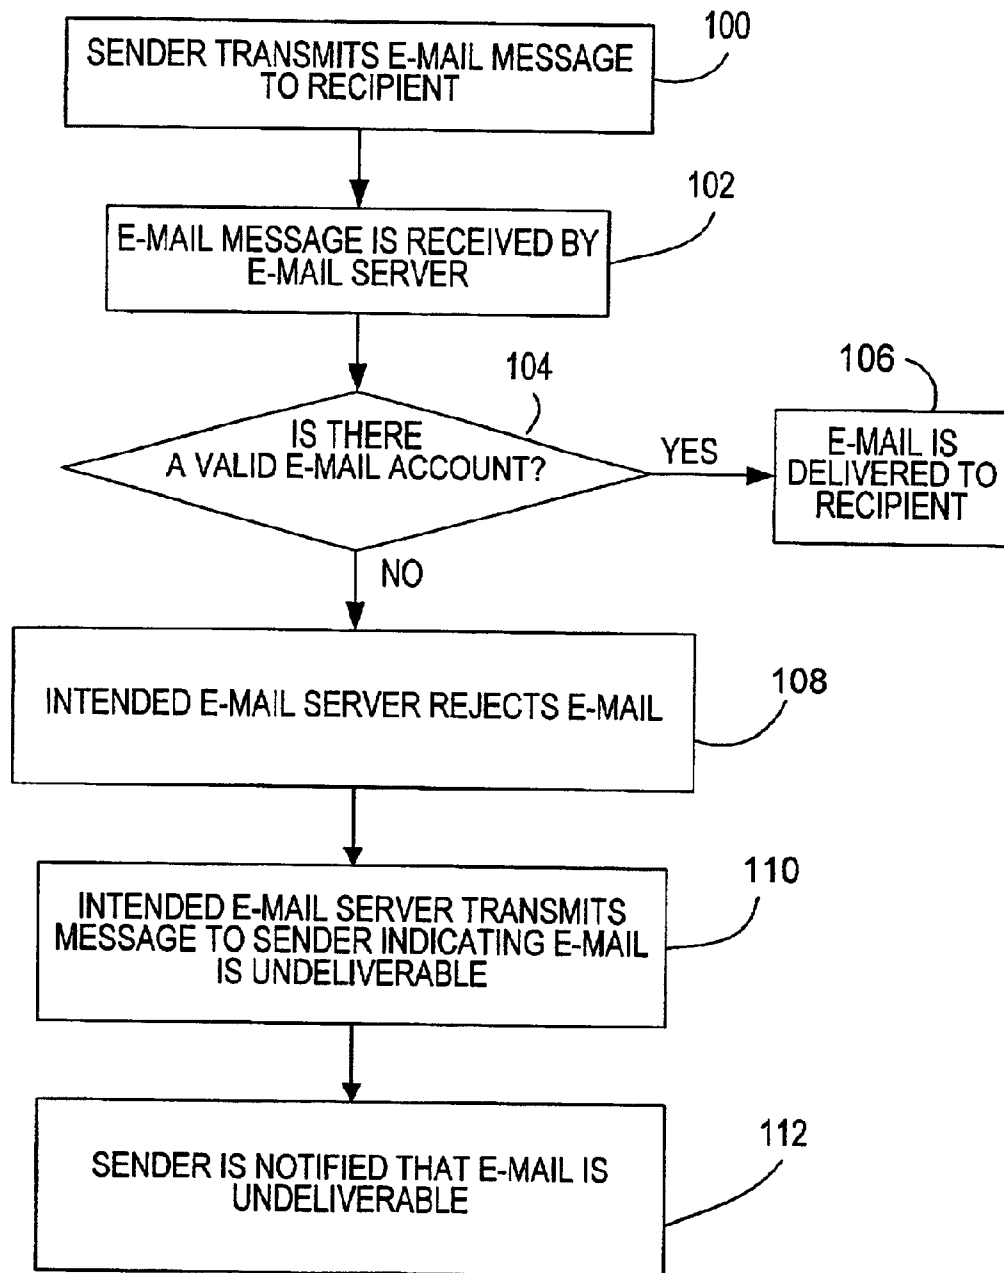 100
SENDER TRANSMITS E-MAIL MESSAGE
TO RECIPIENT
102
E-MAIL MESSAGE IS RECEIVED BY
E-MAIL SERVER
104
IS THERE
A VALID E-MAIL ACCOUNT?
YES
106
E-MAIL IS
DELIVERED TO
RECIPIENT
NO
INTENDED E-MAIL SERVER REJECTS E-MAIL
108
INTENDED E-MAIL SERVER TRANSMITS
MESSAGE TO SENDER INDICATING E-MAIL
IS UNDELIVERABLE
110
SENDER IS NOTIFIED THAT E-MAIL IS
UNDELIVERABLE
112